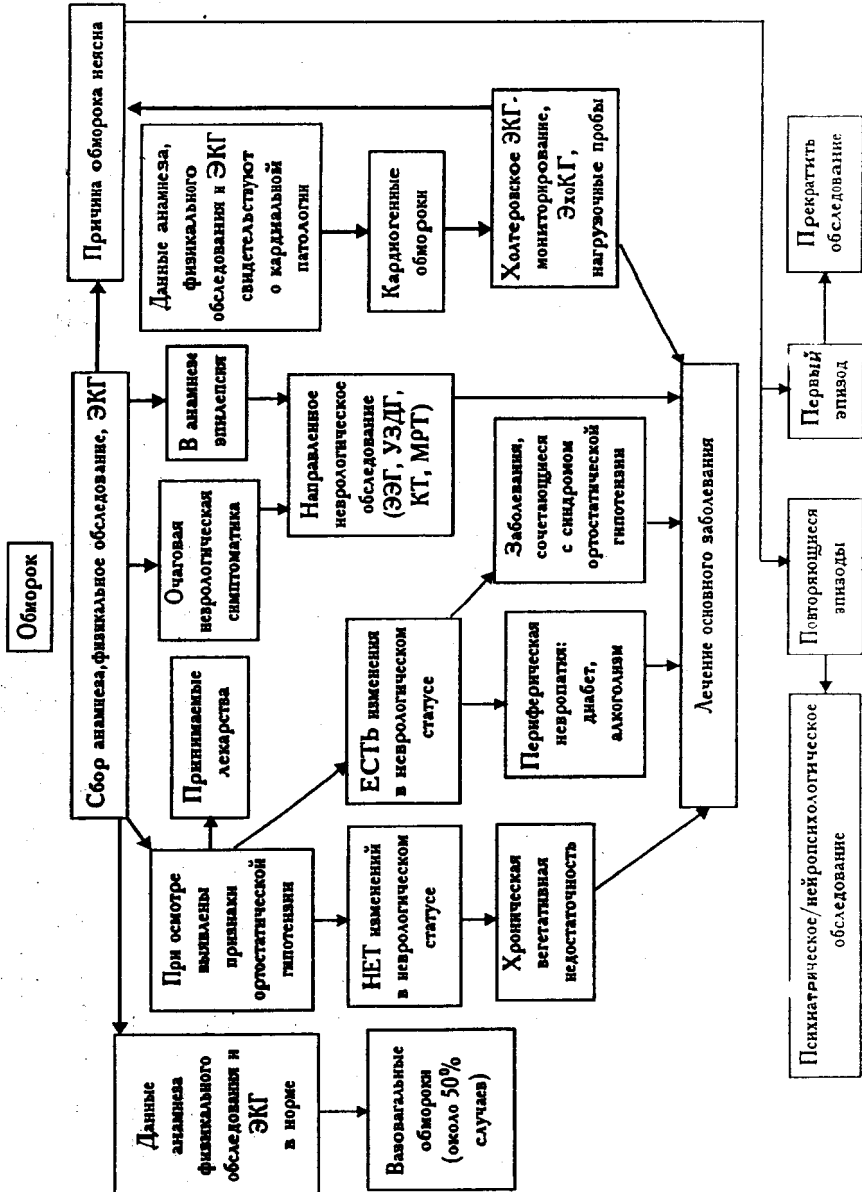 Обморок
Сбор анамнеза, физикальное обследование, ЭКГ
Причина обморока неясна
Данные
анамнеза
физикального
обследования и
ЭКГ
в норме
Вазовагальные
обмороки
(около 50%
случаев)
При осмотре
выявлены
признаки
ортостатической
гипотензии
Принимаемые
лекарства
НЕТ изменений
в неврологическом
статусе
Хроническая
вегетативная
недостаточность
ЕСТЬ изменения
в неврологическом
статусе
Периферическая
невропатия:
диабет,
алкоголизм
Заболевания,
сочетающиеся
с синдромом
ортостатической
гипотензии
Очаговая
неврологическая
симптоматика
В анамнезе
эпилепсия
Направленное
неврологическое
обследование
(ЭЭГ, УЗДГ,
КТ, МРТ)
Данные анамнеза,
физикального
обследования и ЭКГ
свидетельствуют
о кардиальной
патологии
Кардиогенные
обмороки
Холтеровское ЭКГ-
мониторирование,
ЭхоКГ,
нагрузочные пробы
Лечение основного заболевания
Психиатрическое/нейропсихологическое
обследование
Повторяющиеся
эпизоды
Первый
эпизод
Прекратить
обследование